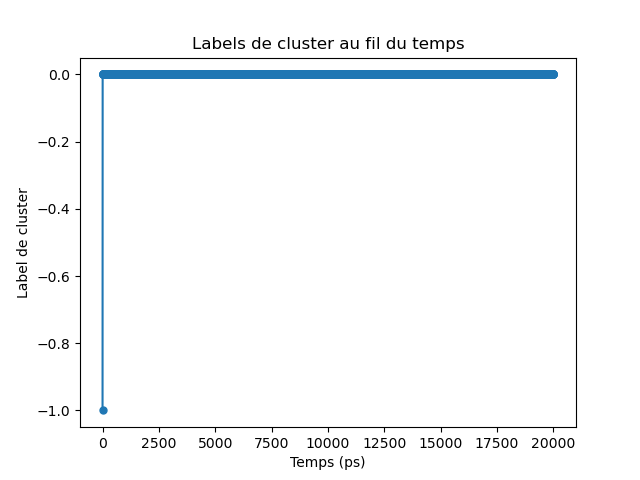 Labels de cluster au fil du temps
0.0
−0.2
−0.4
−0.6
−0.8
−1.0
Label de cluster
0 2500 5000 7500 10000 12500 15000 17500 20000
Temps (ps)